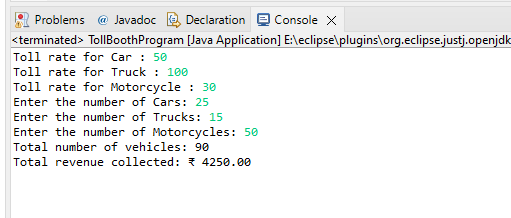 Problems @ Javadoc Declaration Console
<terminated> TollBoothProgram [Java Application] E:\eclipse\plugins\org.eclipse.justj.openjdk
Toll rate for Car : 50
Toll rate for Truck : 100
Toll rate for Motorcycle : 30
Enter the number of Cars: 25
Enter the number of Trucks: 15
Enter the number of Motorcycles: 50
Total number of vehicles: 90
Total revenue collected: ₹ 4250.00